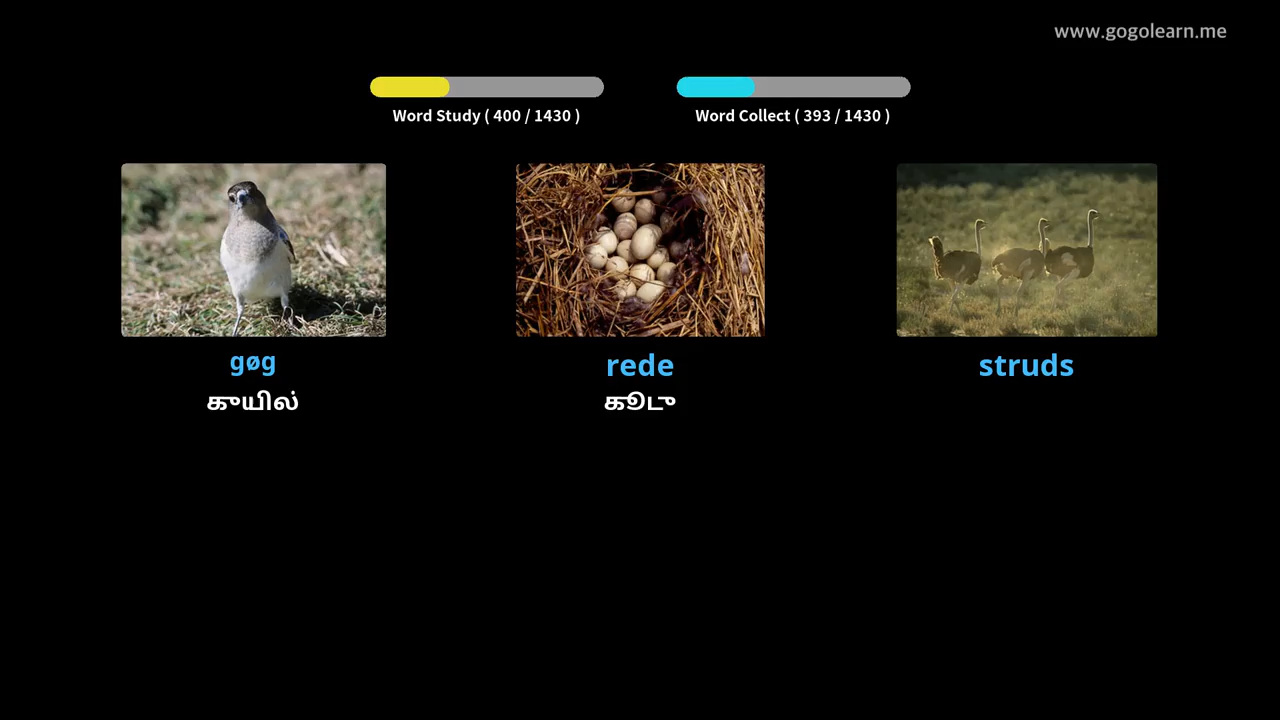 www.gogolearn.me
Word Study ( 400 / 1430 )
Word Collect ( 393 / 1430 )
gøg
rede
struds
குயில்
கூடு